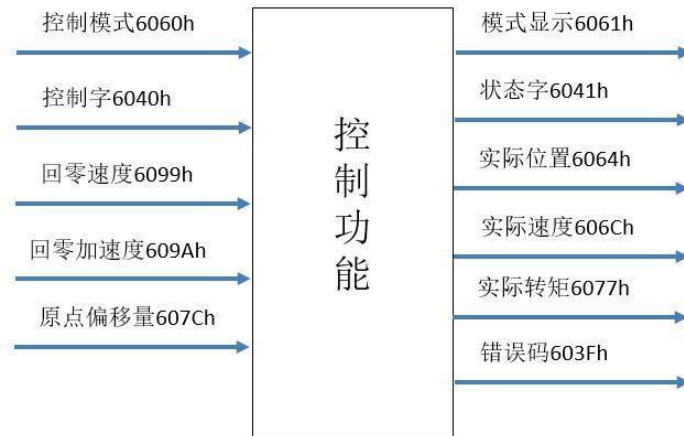 控制模式6060h
控制字6040h
回零速度6099h
回零加速度609Ah
原点偏移量607Ch
控制功能
模式显示6061h
状态字6041h
实际位置6064h
实际速度606Ch
实际转矩6077h
错误码603Fh